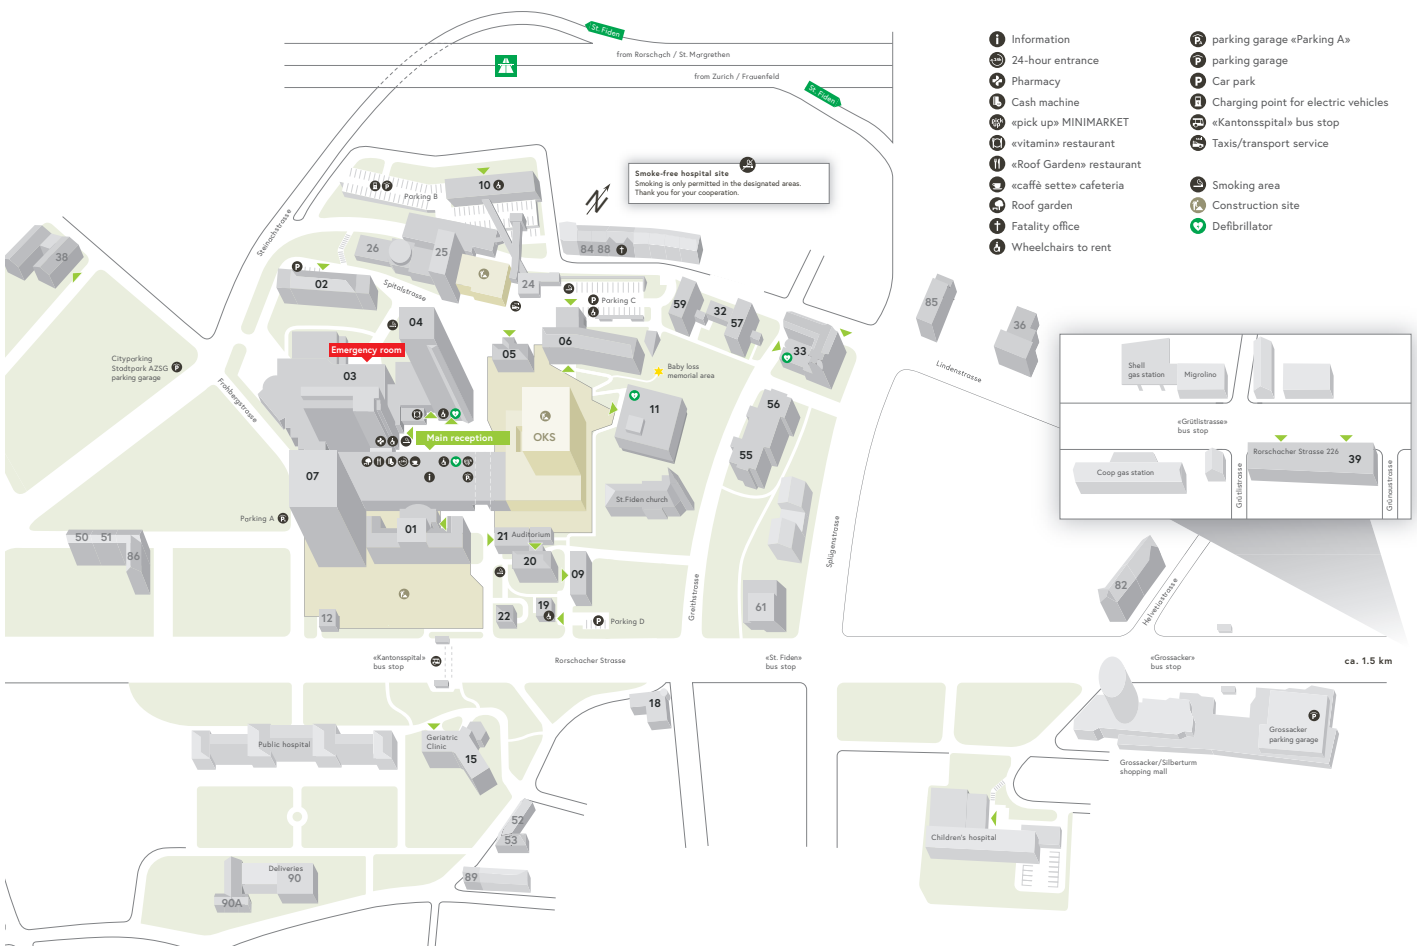 St. Fiden
from Rorschach / St. Margrethen
from Zurich / Frauenfeld
St. Fiden
Information
24-hour entrance
Pharmacy
Cash machine
«pick up» MINIMARKET
«vitamin» restaurant
«Roof Garden» restaurant
«caffè sette» cafeteria
Roof garden
Fatality office
Wheelchairs to rent
parking garage «Parking A»
parking garage
Car park
Charging point for electric vehicles
«Kantonsspital» bus stop
Taxis/transport service
Smoking area
Construction site
Defibrillator
Smoke-free hospital site
Smoking is only permitted in the designated areas.
Thank you for your cooperation.
N
10
Parking B
Steinachstrasse
26
25
84 88
38
02
Spitalstrasse
24
Parking C
59
32
57
33
85
36
04
Emergency room
03
05
06
Baby loss
memorial area
Cityparking
Stadtpark AZSG
parking garage
Frohbergstrasse
Lindenstrasse
11
56
55
OKS
Main reception
07
St.Fiden church
Parking A
01
21 Auditorium
20
09
50 51
86
12
22
19
Parking D
61
Greithstrasse
Splügenstrasse
82
Helvetiastrasse
Shell
gas station
Migrolino
«Grütlistrasse»
bus stop
Rorschacher Strasse 226
39
Coop gas station
Grütlistrasse
Grünaustrasse
«Kantonsspital»
bus stop
Rorschacher Strasse
«St. Fiden»
bus stop
«Grossacker»
bus stop
ca. 1.5 km
18
Public hospital
Geriatric
Clinic
15
Grossacker
parking garage
Grossacker/Silberturm
shopping mall
52
53
Children's hospital
Deliveries
90
90A
89